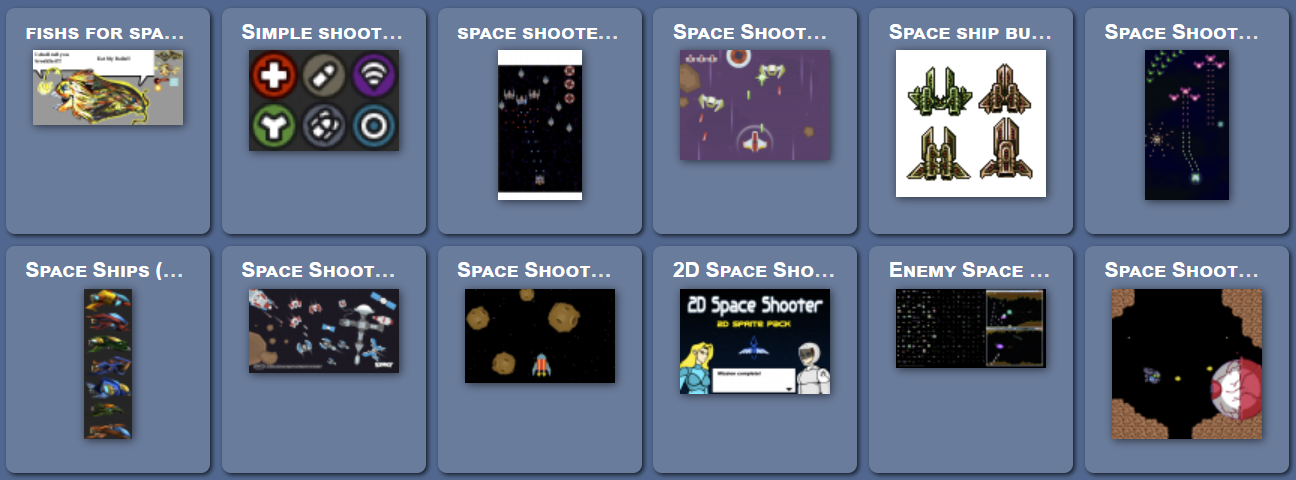 fishs for spa...
Simple shoot...
space shoote...
Space Shoot...
Space ship bu...
Space Shoot...
Space Ships (...
Space Shoot...
Space Shoot...
2D Space Sho...
Enemy Space ...
Space Shoot...
2D Space Shooter
2D SPRITE PACK
Mission complete!